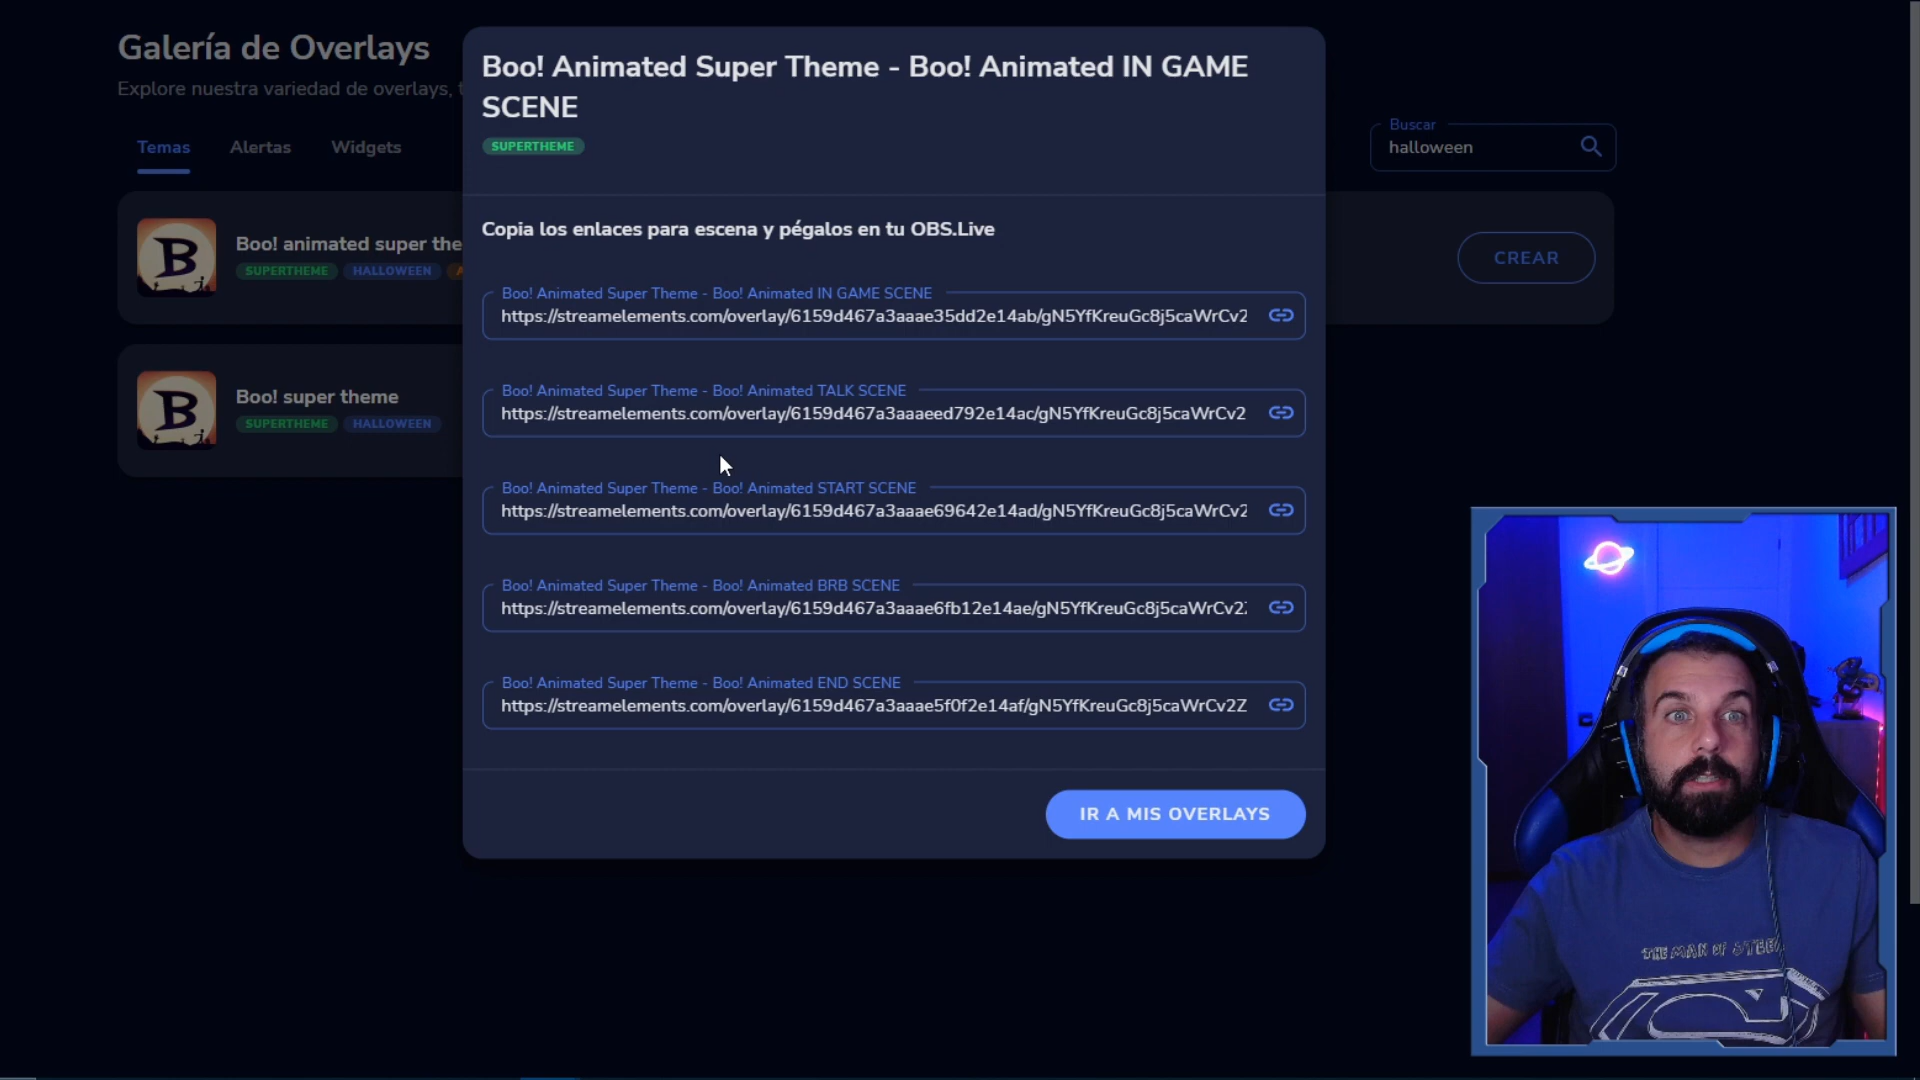 Galería de Overlays
Explore nuestra variedad de overlays,
Temas
Alertas
Widgets
Buscar
halloween
B
Boo! animated super the
SUPERTHEME
HALLOWEEN
A
CREAR
B
Boo! super theme
SUPERTHEME
HALLOWEEN
Boo! Animated Super Theme - Boo! Animated IN GAME
SCENE
SUPERTHEME
Copia los enlaces para escena y pégalos en tu OBS.Live
Boo! Animated Super Theme - Boo! Animated IN GAME SCENE
https://streamelements.com/overlay/6159d467a3aaae35dd2e14ab/gN5YfKreuGc8j5caWrCv2
Boo! Animated Super Theme - Boo! Animated TALK SCENE
https://streamelements.com/overlay/6159d467a3aaaeed792e14ac/gN5YfKreuGc8j5caWrCv2
Boo! Animated Super Theme - Boo! Animated START SCENE
https://streamelements.com/overlay/6159d467a3aaae69642e14ad/gN5YfKreuGc8j5caWrCv2
Boo! Animated Super Theme - Boo! Animated BRB SCENE
https://streamelements.com/overlay/6159d467a3aaae6fb12e14ae/gN5YfKreuGc8j5caWrCv2
Boo! Animated Super Theme - Boo! Animated END SCENE
https://streamelements.com/overlay/6159d467a3aaae5f0f2e14af/gN5YfKreuGc8j5caWrCv2Z
IR A MIS OVERLAYS
THE MAN OF STEEL